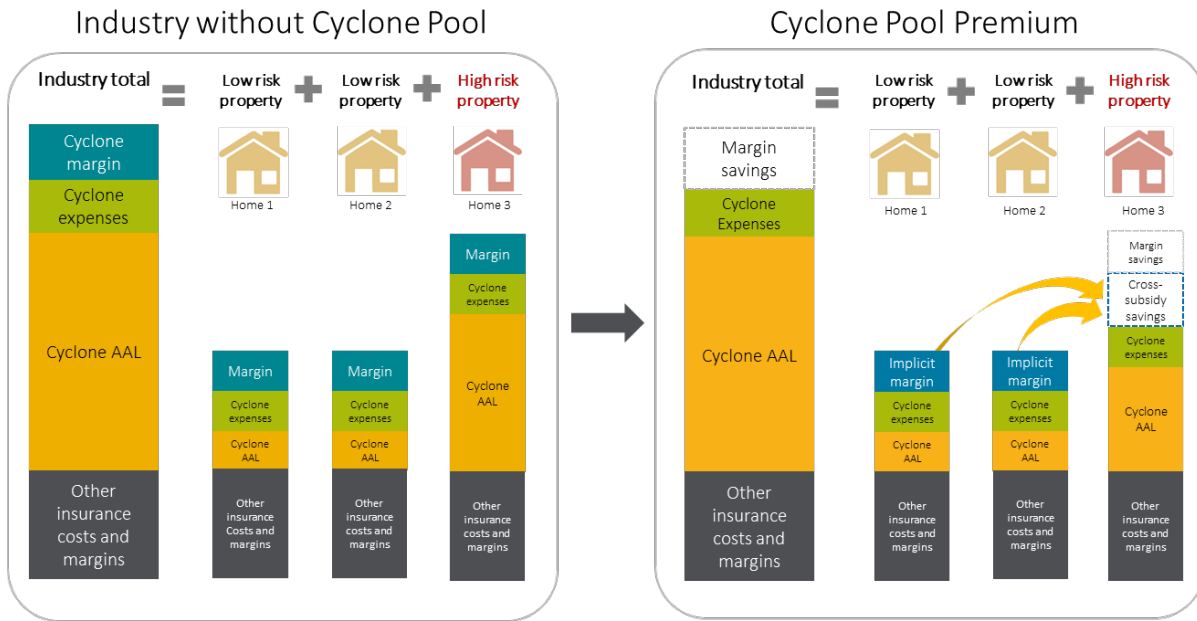 Industry without Cyclone Pool
Industry total
=
Low risk
property
+
Low risk
property
+
High risk
property
Home 1
Home 2
Home 3
Cyclone
margin
Cyclone
expenses
Cyclone AAL
Other
insurance
costs and
margins
Margin
Cyclone
expenses
Cyclone
AAL
Other
insurance
Costs and
margins
Margin
Cyclone
expenses
Cyclone
AAL
Other
insurance
costs and
margins
Margin
Cyclone
expenses
Cyclone
AAL
Other
insurance
costs and
margins
Cyclone Pool Premium
Industry total
=
Low risk
property
+
Low risk
property
+
High risk
property
Home 1
Home 2
Home 3
Margin
savings
Cyclone
Expenses
Cyclone AAL
Other
insurance
costs and
margins
Implicit
margin
Cyclone
expenses
Cyclone
AAL
Other
insurance
costs and
margins
Implicit
margin
Cyclone
expenses
Cyclone
AAL
Other
insurance
costs and
margins
Margin
savings
Cross-
subsidy
savings
Cyclone
expenses
Cyclone
AAL
Other
insurance
costs and
margins